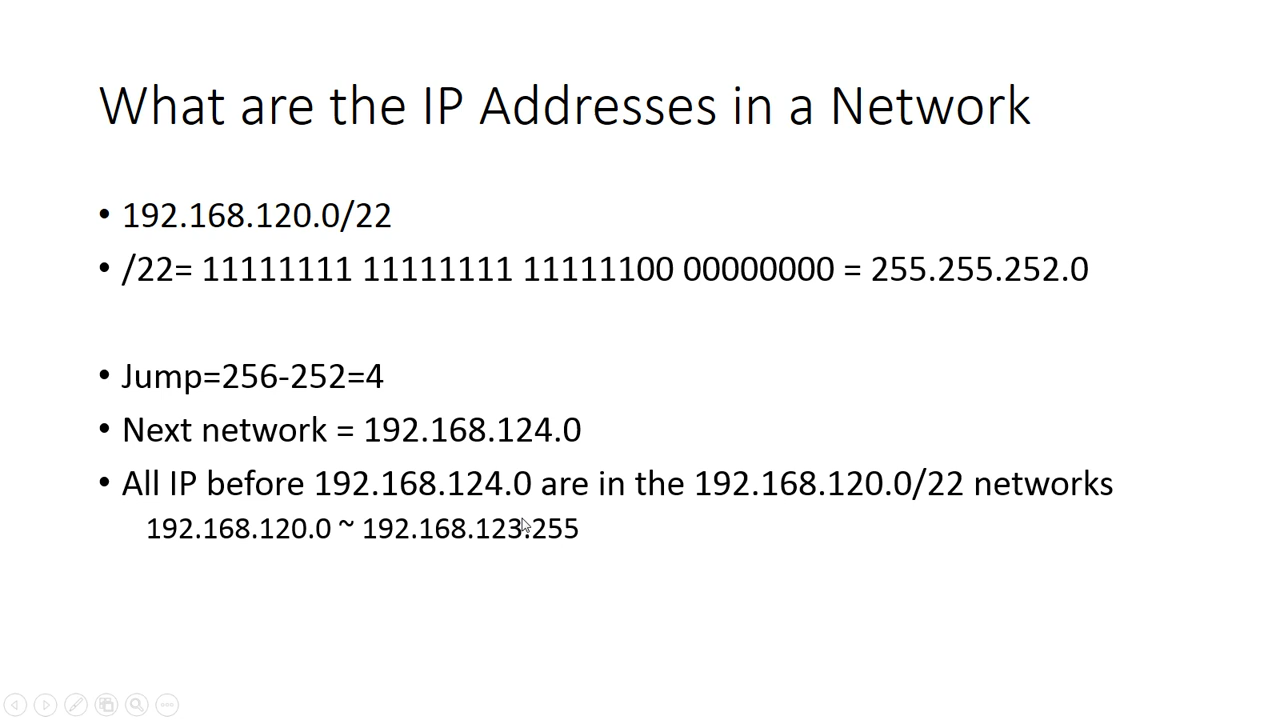 What are the IP Addresses in a Network
• 192.168.120.0/22
• /22= 11111111 11111111 11111100 00000000 = 255.255.252.0
• Jump=256-252=4
• Next network = 192.168.124.0
• All IP before 192.168.124.0 are in the 192.168.120.0/22 networks
192.168.120.0 ~ 192.168.123.255